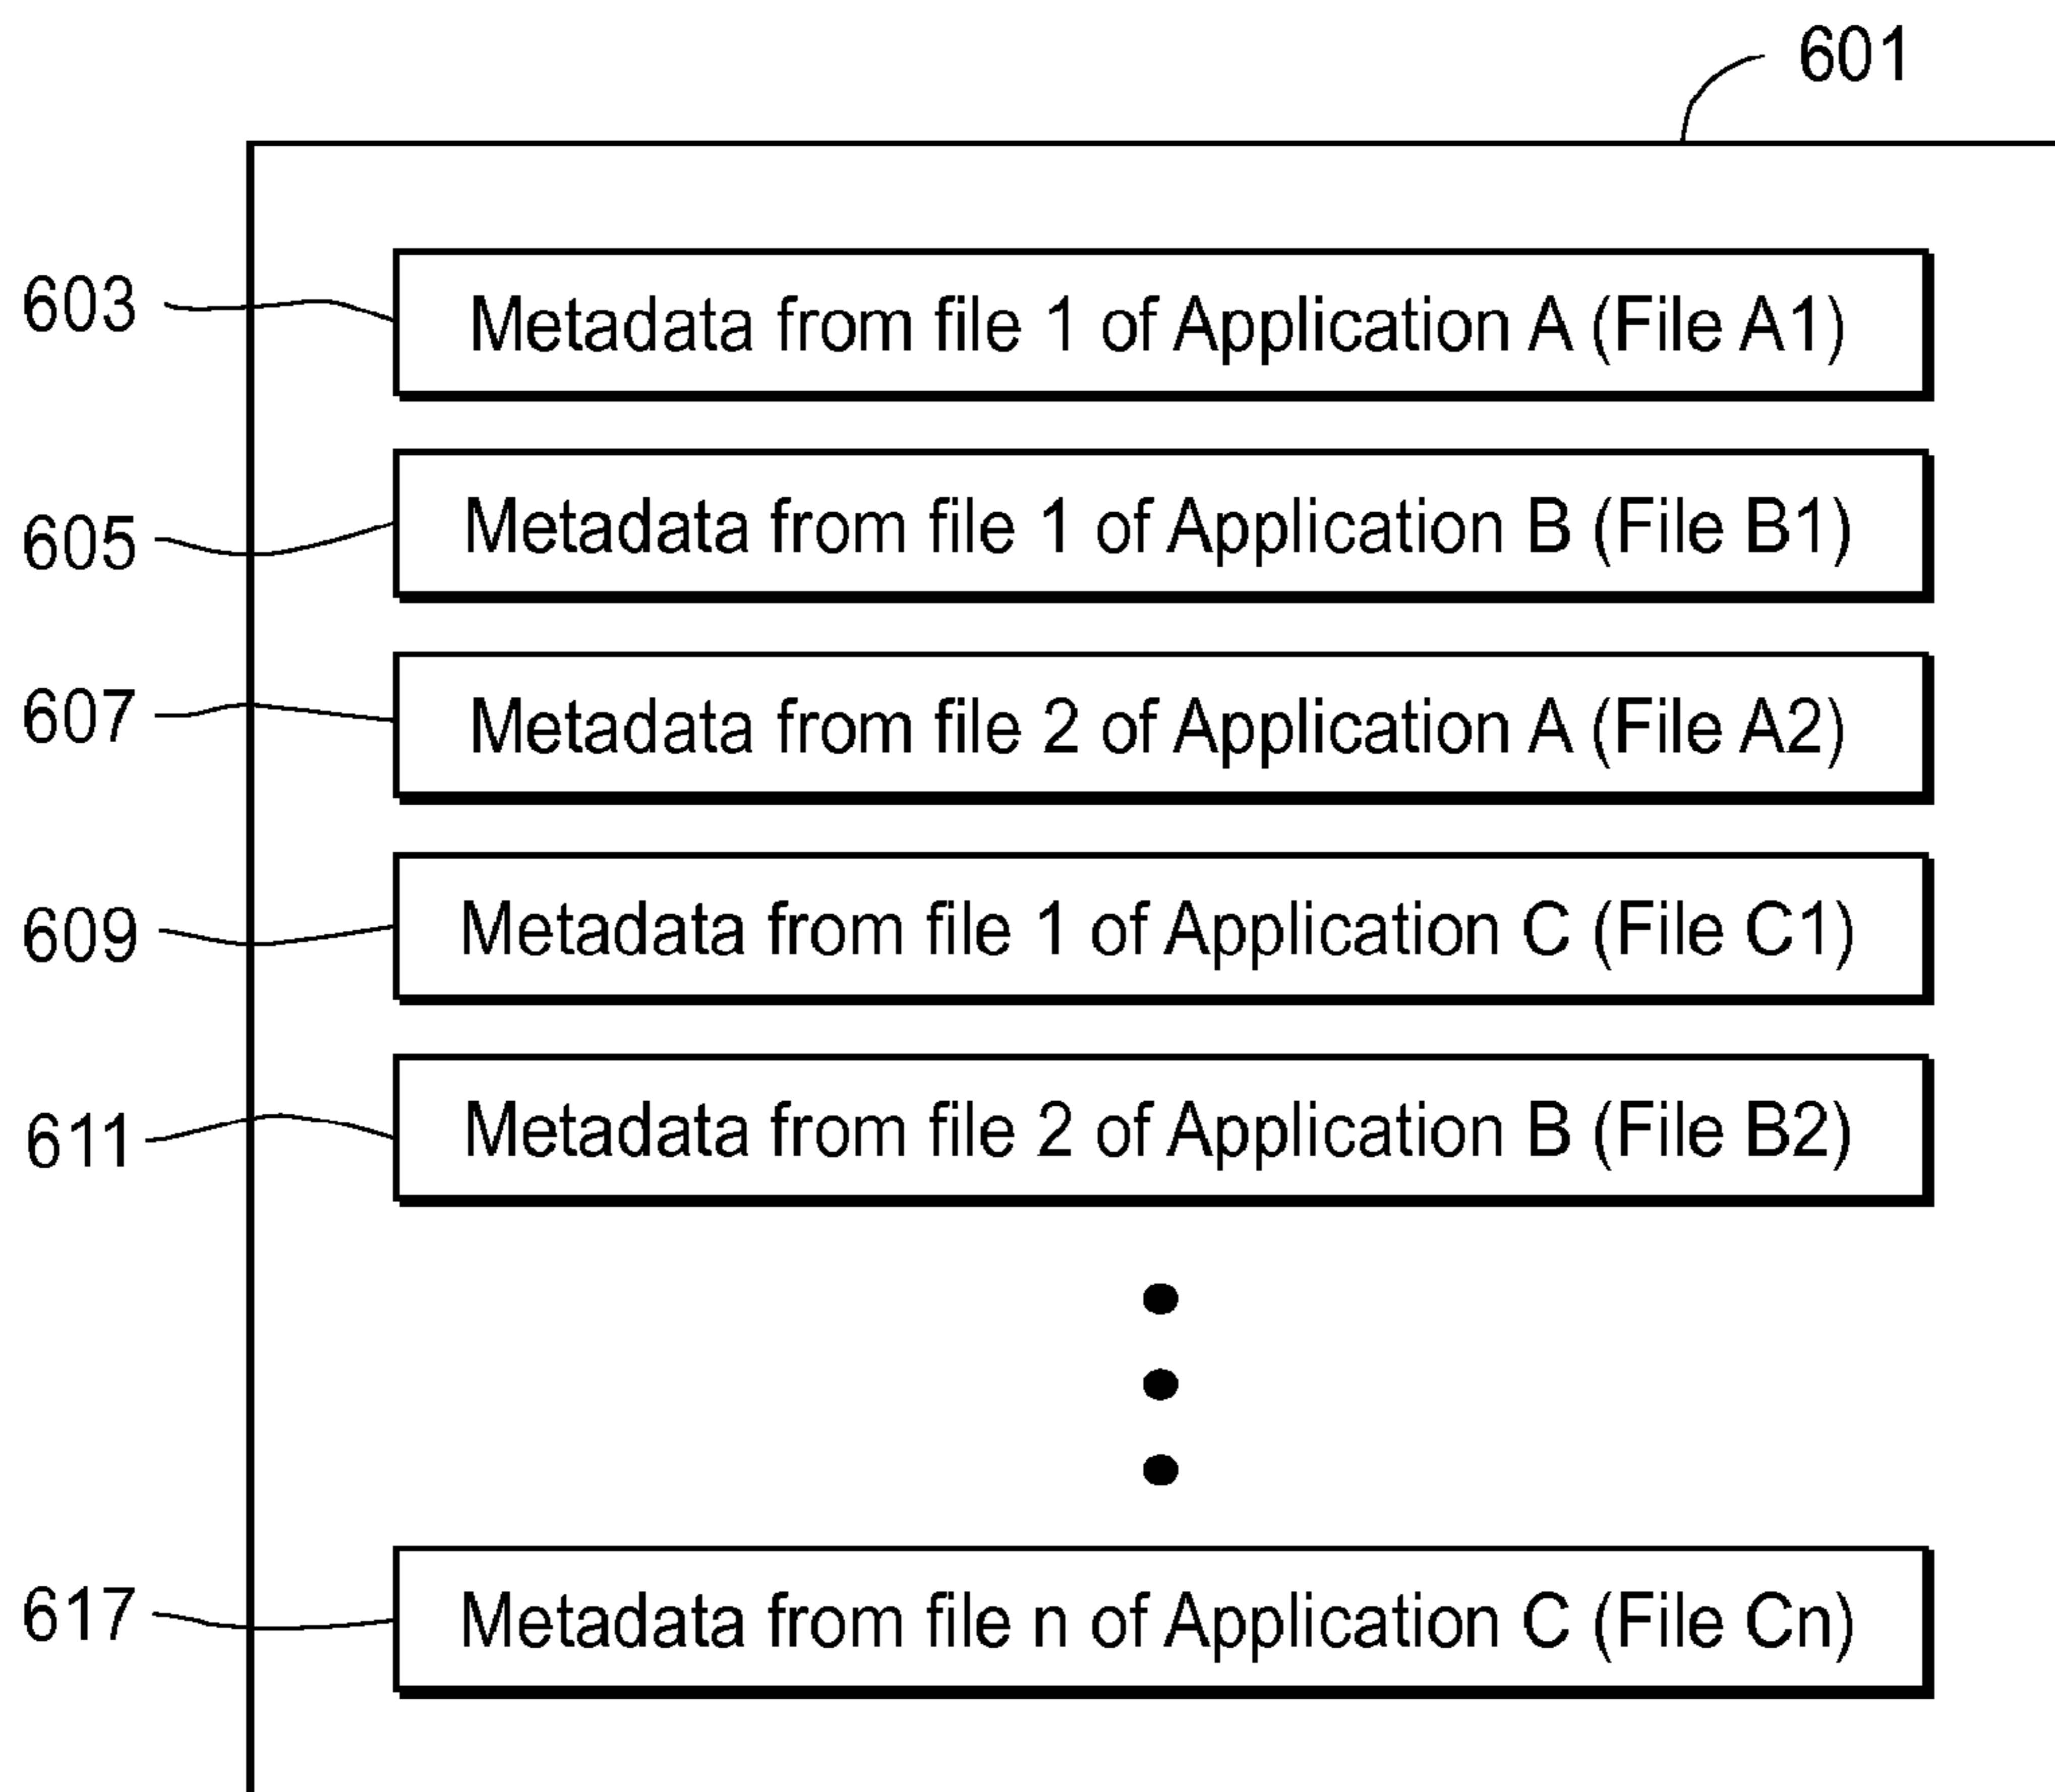 601
603 Metadata from file 1 of Application A (File A1)
605 Metadata from file 1 of Application B (File B1)
607 Metadata from file 2 of Application A (File A2)
609 Metadata from file 1 of Application C (File C1)
611 Metadata from file 2 of Application B (File B2)
617 Metadata from file n of Application C (File Cn)